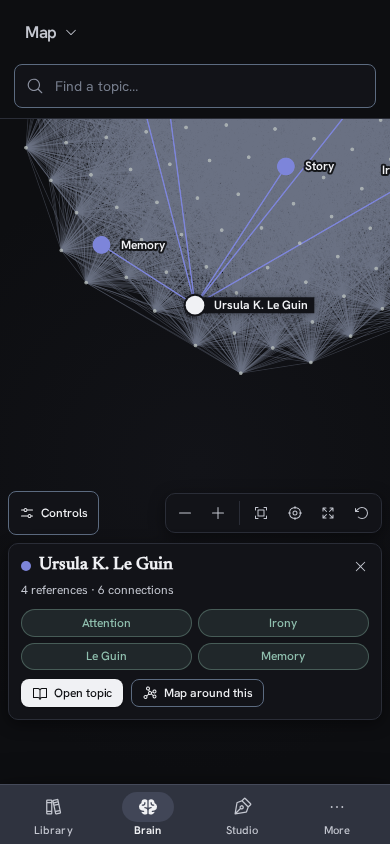 Map
Find a topic...
Story
Ir
Memory
Ursula K. Le Guin
Controls
Ursula K. Le Guin
4 references · 6 connections
Attention
Irony
Le Guin
Memory
Open topic
Map around this
Library
Brain
Studio
More